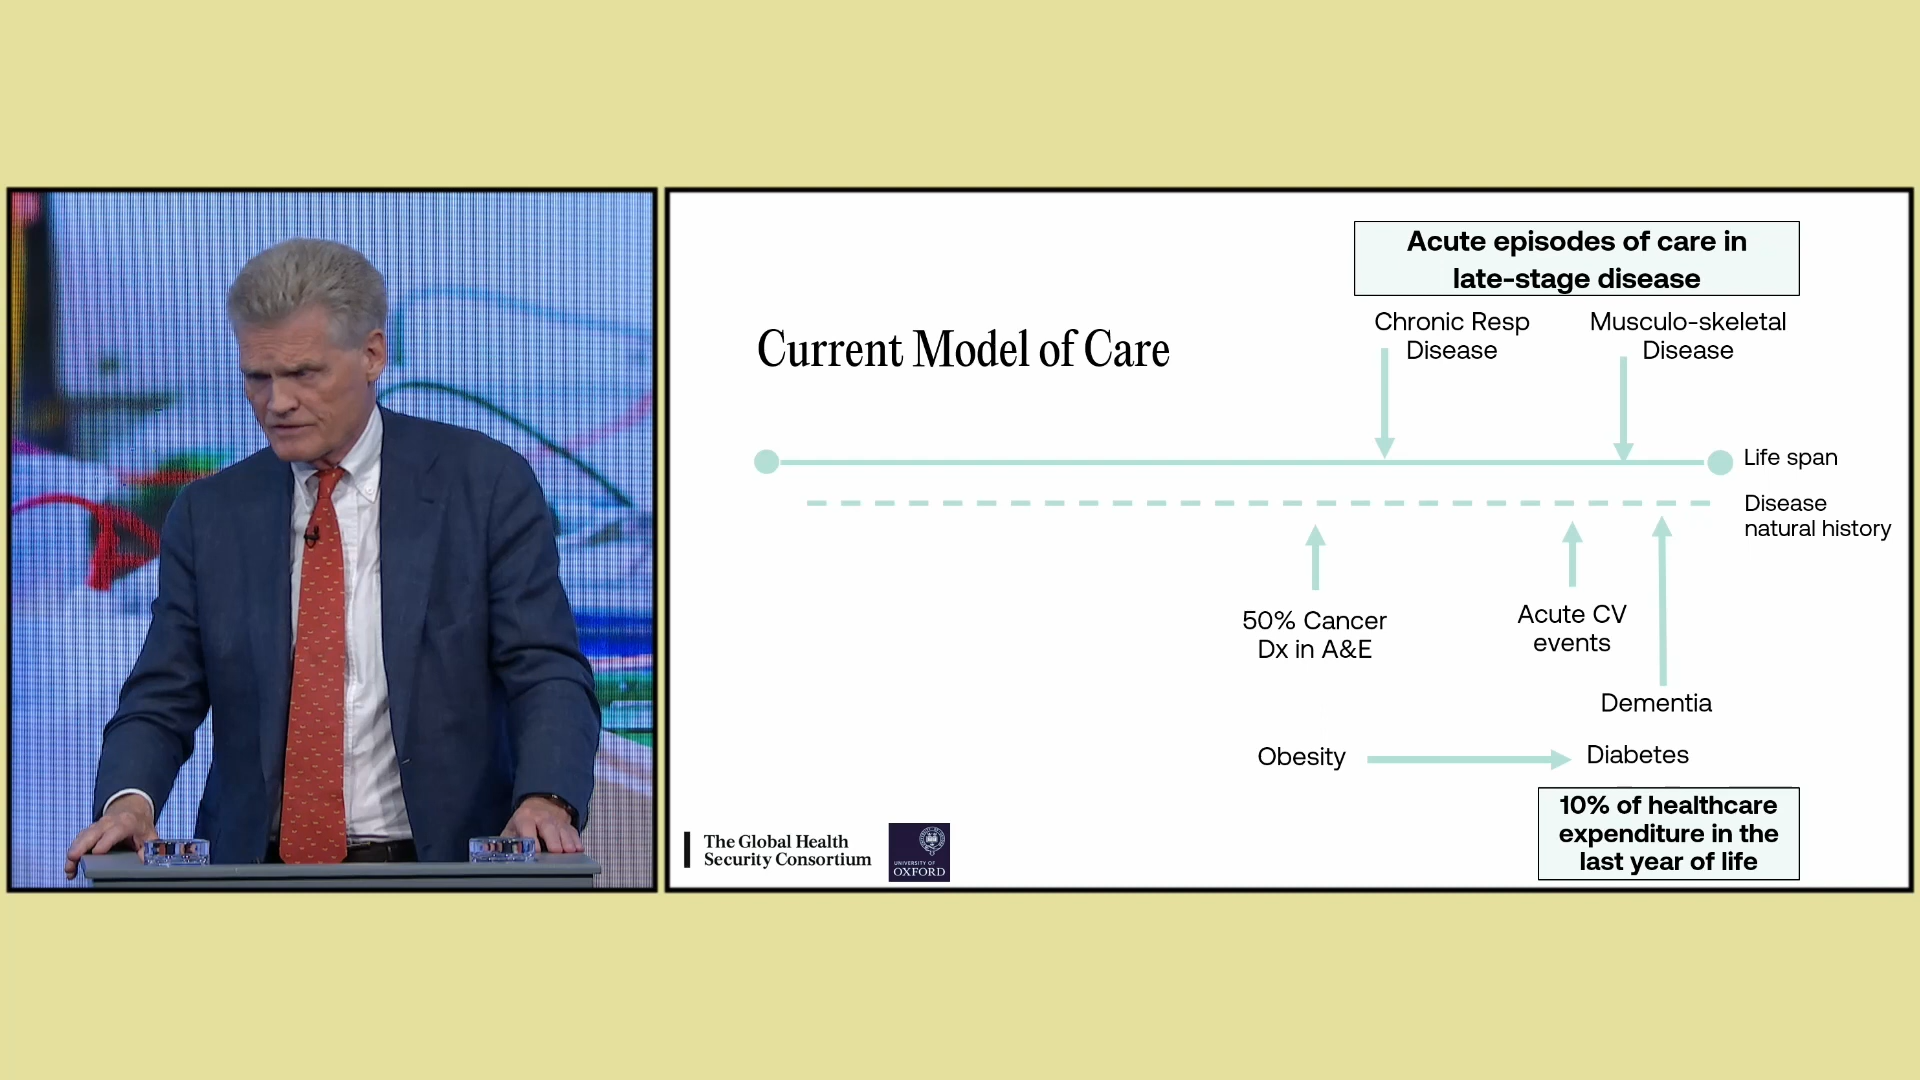 Acute episodes of care in
late-stage disease
Chronic Resp
Disease
Musculo-skeletal
Disease
Current Model of Care
Life span
Disease
natural history
50% Cancer
Dx in A&E
Acute CV
events
Dementia
Obesity
Diabetes
10% of healthcare
expenditure in the
last year of life
The Global Health
Security Consortium
UNIVERSITY OF
OXFORD